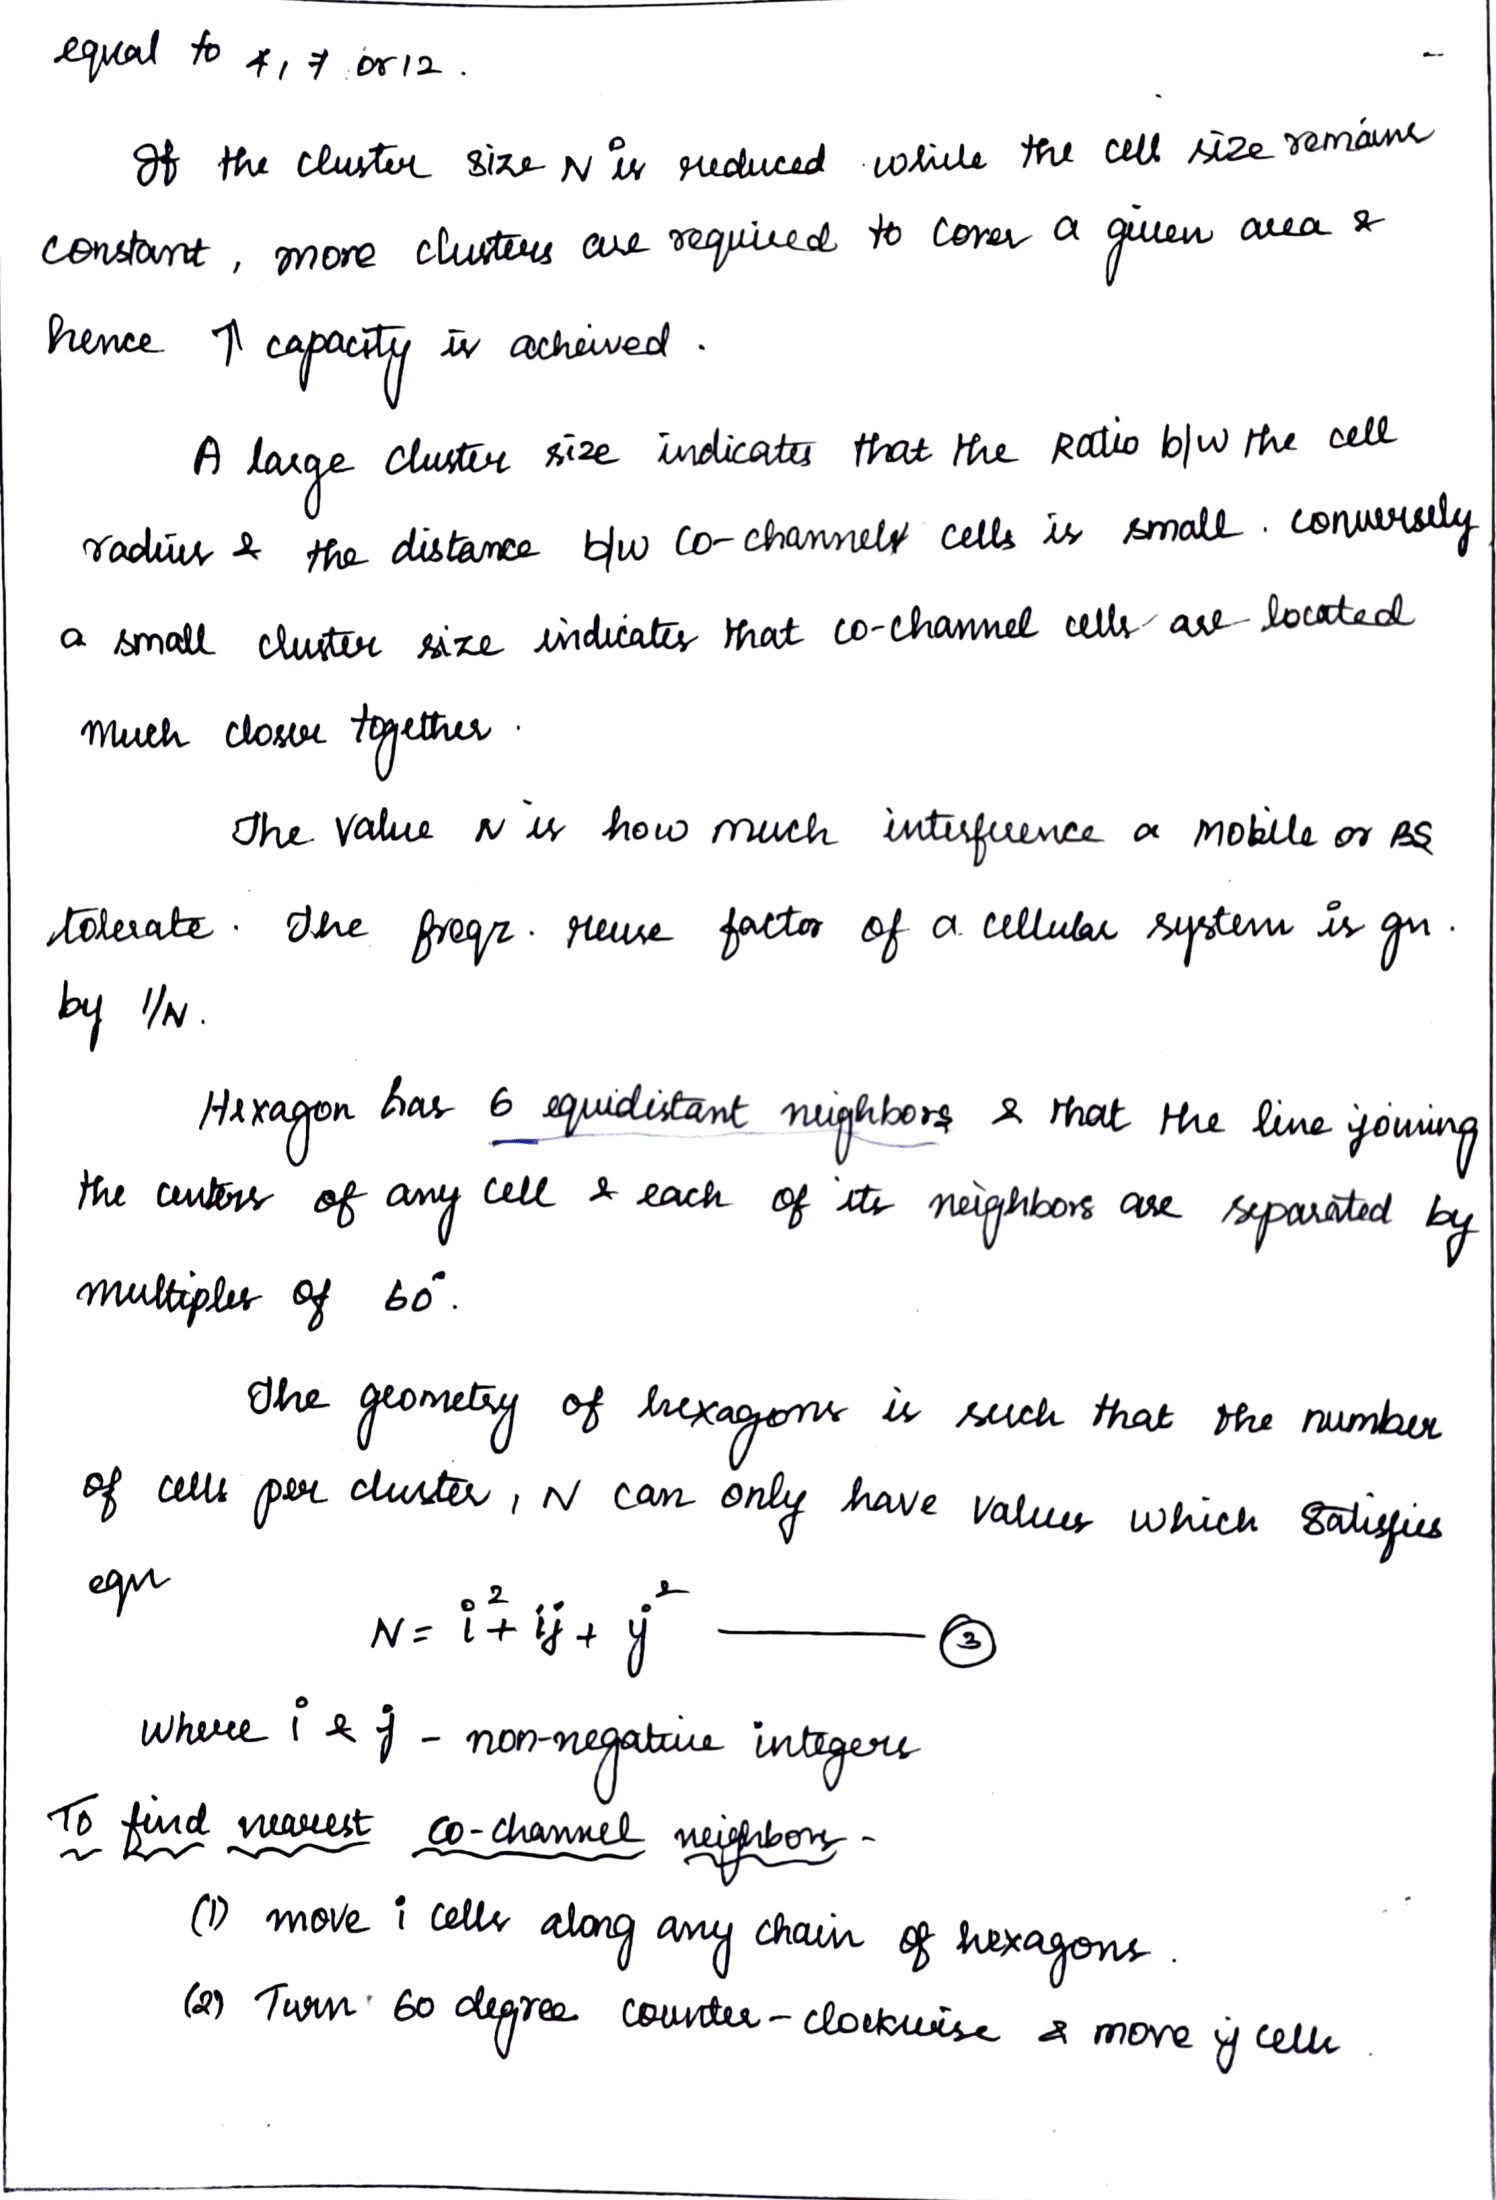 equal to 4, 7 or 12.
If the cluster size N is reduced while the cell size remains
constant, more clusters are required to cover a given area &
hence ↑ capacity is acheived.
A large cluster size indicates that the Ratio b/w the cell
radius & the distance b/w Co-channels cells is small. conversely
a small cluster size indicates that co-channel cells are located
much closer together.
The value N is how much interference a mobile or BS
tolerate. The freqz. reuse factor of a cellular system is gn.
by 1/N.
Hexagon has 6 equidistant neighbors & that the line joining
the centers of any cell & each of its neighbors are separated by
multiples of 60°.
The geometry of hexagons is such that the number
of cells per cluster, N can only have values which satisfies
eqn
N = i² + ij + j² ——— ③
where i & j - non-negative integers
To find nearest co-channel neighbors -
(1) move i cells along any chain of hexagons.
(2) Turn 60 degree counter-clockwise & move j cells.